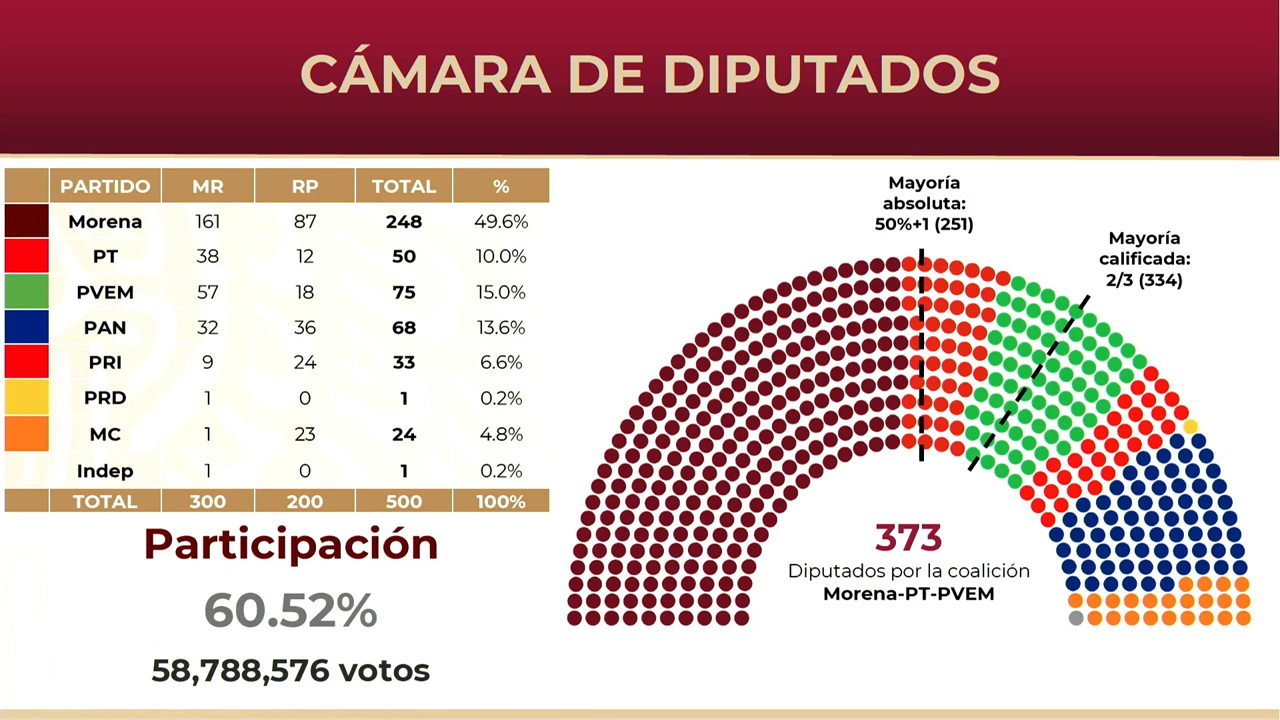 CÁMARA DE DIPUTADOS
PARTIDO MR RP TOTAL %
Morena 161 87 248 49.6%
PT 38 12 50 10.0%
PVEM 57 18 75 15.0%
PAN 32 36 68 13.6%
PRI 9 24 33 6.6%
PRD 1 0 1 0.2%
MC 1 23 24 4.8%
Indep 1 0 1 0.2%
TOTAL 300 200 500 100%
Participación
60.52%
58,788,576 votos
Mayoría
absoluta:
50%+1 (251)
Mayoría
calificada:
2/3 (334)
373
Diputados por la coalición
Morena-PT-PVEM